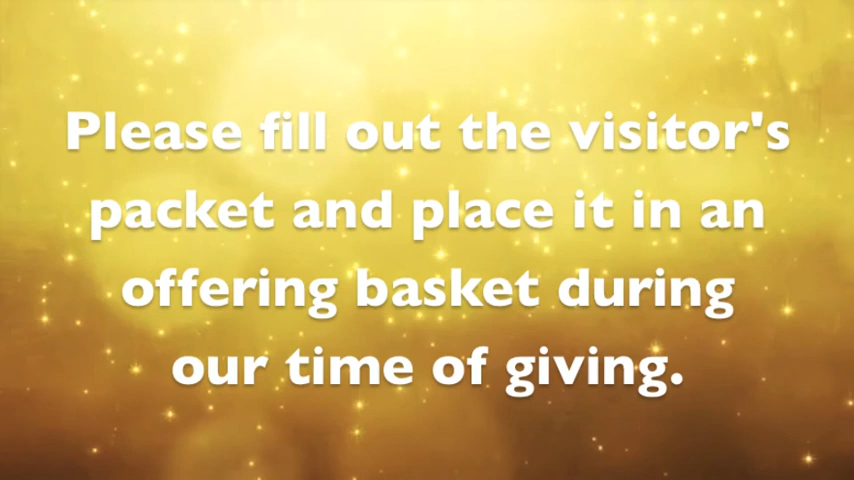 Please fill out the visitor's
packet and place it in an
offering basket during
our time of giving.